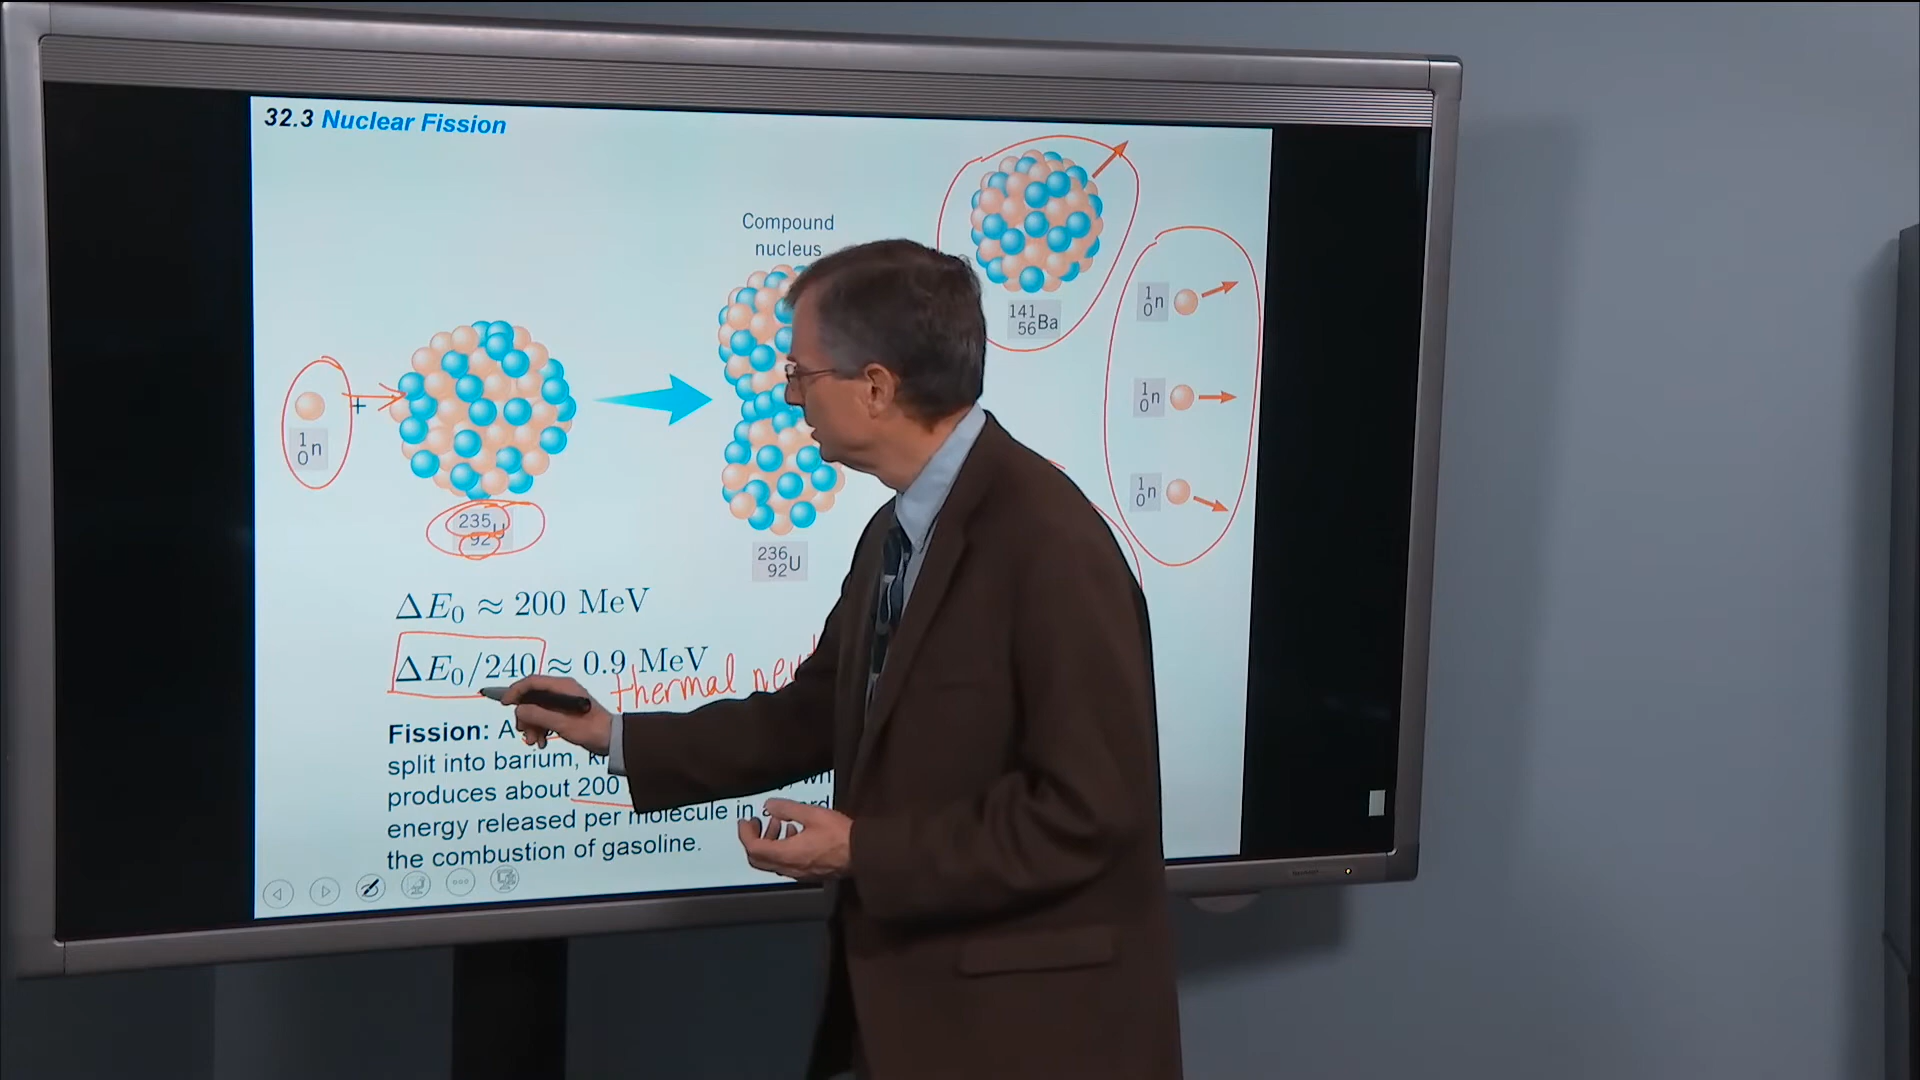 32.3 Nuclear Fission
Compound
nucleus
141
56Ba
1
0n
1
0n
1
0n
+
1
0n
235
92U
236
92U
ΔE₀ ≈ 200 MeV
ΔE₀/240 ≈ 0.9 MeV
thermal
Fission: A
split into barium,
produces about 200
energy released per molecule in a
the combustion of gasoline.